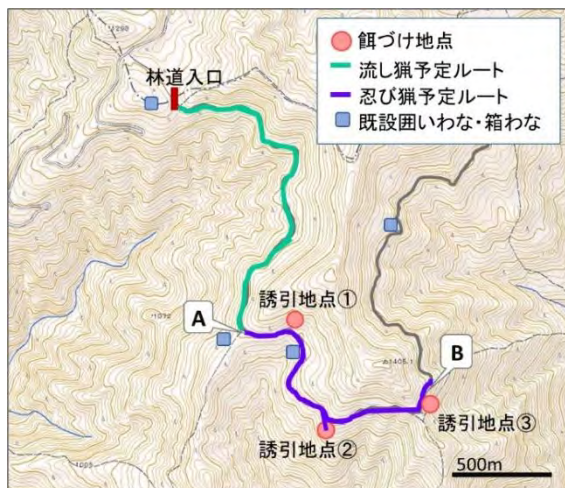 餌づけ地点
流し猟予定ルート
忍び猟予定ルート
既設囲いわな・箱わな
林道入口
誘引地点①
A
B
誘引地点③
誘引地点②
500m